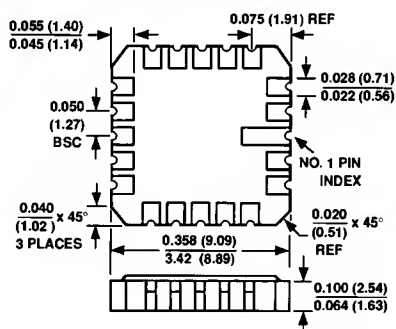 0.055 (1.40)
0.045 (1.14)
0.075 (1.91) REF
0.028 (0.71)
0.022 (0.56)
0.050
(1.27)
BSC
NO. 1 PIN
INDEX
0.040
(1.02) x 45°
3 PLACES
0.020
(0.51) x 45°
REF
0.358 (9.09)
3.42 (8.89)
0.100 (2.54)
0.064 (1.63)